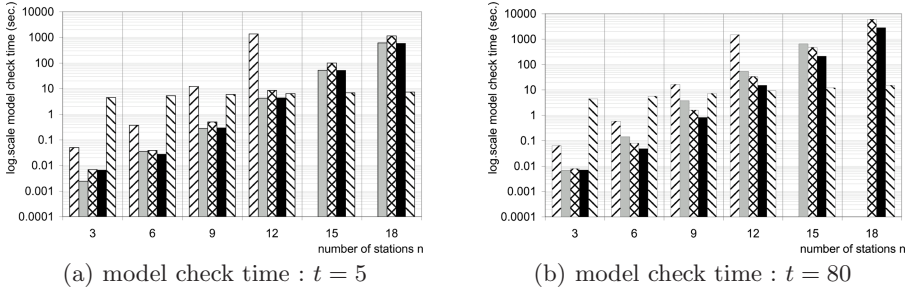 log.scale model check time (sec.)
10000
1000
100
10
1
0.1
0.01
0.001
0.0001
3 6 9 12 15 18
number of stations n
(a) model check time : t = 5
log.scale model check time (sec.)
10000
1000
100
10
1
0.1
0.01
0.001
0.0001
3 6 9 12 15 18
number of stations n
(b) model check time : t = 80